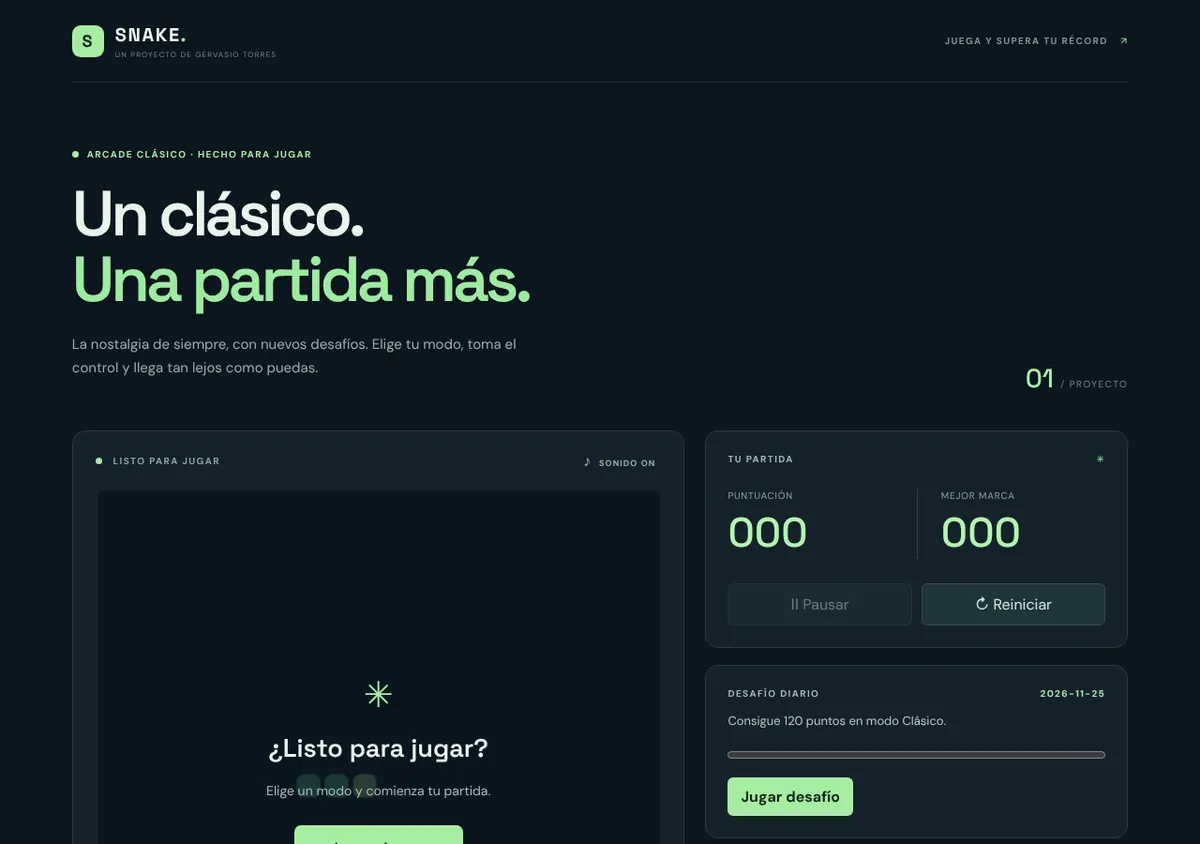 S
SNAKE.
UN PROYECTO DE GERVASIO TORRES
JUEGA Y SUPERA TU RÉCORD ↗
ARCADE CLÁSICO · HECHO PARA JUGAR
Un clásico.
Una partida más.
La nostalgia de siempre, con nuevos desafíos. Elige tu modo, toma el
control y llega tan lejos como puedas.
01 / PROYECTO
LISTO PARA JUGAR
♪ SONIDO ON
¿Listo para jugar?
Elige un modo y comienza tu partida.
TU PARTIDA
PUNTUACIÓN
000
MEJOR MARCA
000
II Pausar
↻ Reiniciar
DESAFÍO DIARIO
2026-11-25
Consigue 120 puntos en modo Clásico.
Jugar desafío